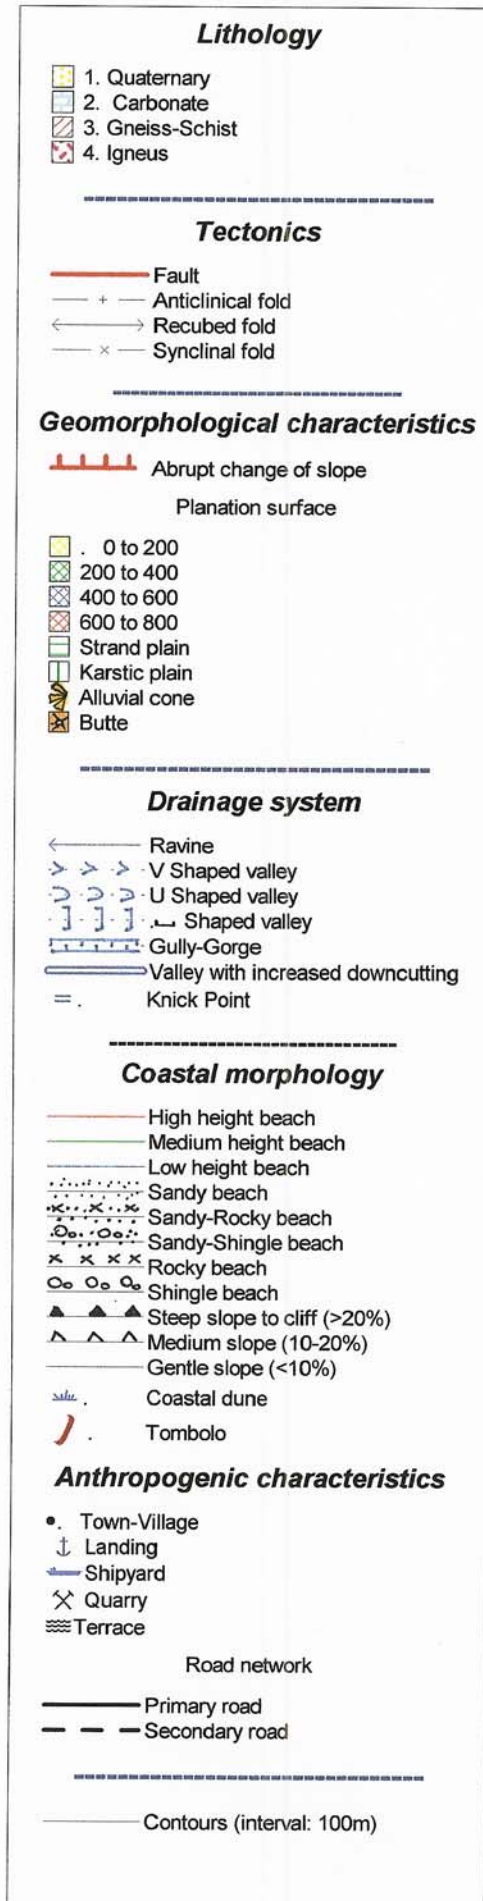 Lithology
1. Quaternary
2. Carbonate
3. Gneiss-Schist
4. Igneus
Tectonics
Fault
Anticlinical fold
Recubed fold
Synclinal fold
Geomorphological characteristics
Abrupt change of slope
Planation surface
. 0 to 200
200 to 400
400 to 600
600 to 800
Strand plain
Karstic plain
Alluvial cone
Butte
Drainage system
Ravine
V Shaped valley
U Shaped valley
Shaped valley
Gully-Gorge
Valley with increased downcutting
Knick Point
Coastal morphology
High height beach
Medium height beach
Low height beach
Sandy beach
Sandy-Rocky beach
Sandy-Shingle beach
Rocky beach
Shingle beach
Steep slope to cliff (>20%)
Medium slope (10-20%)
Gentle slope (<10%)
Coastal dune
Tombolo
Anthropogenic characteristics
Town-Village
Landing
Shipyard
Quarry
Terrace
Road network
Primary road
Secondary road
Contours (interval: 100m)